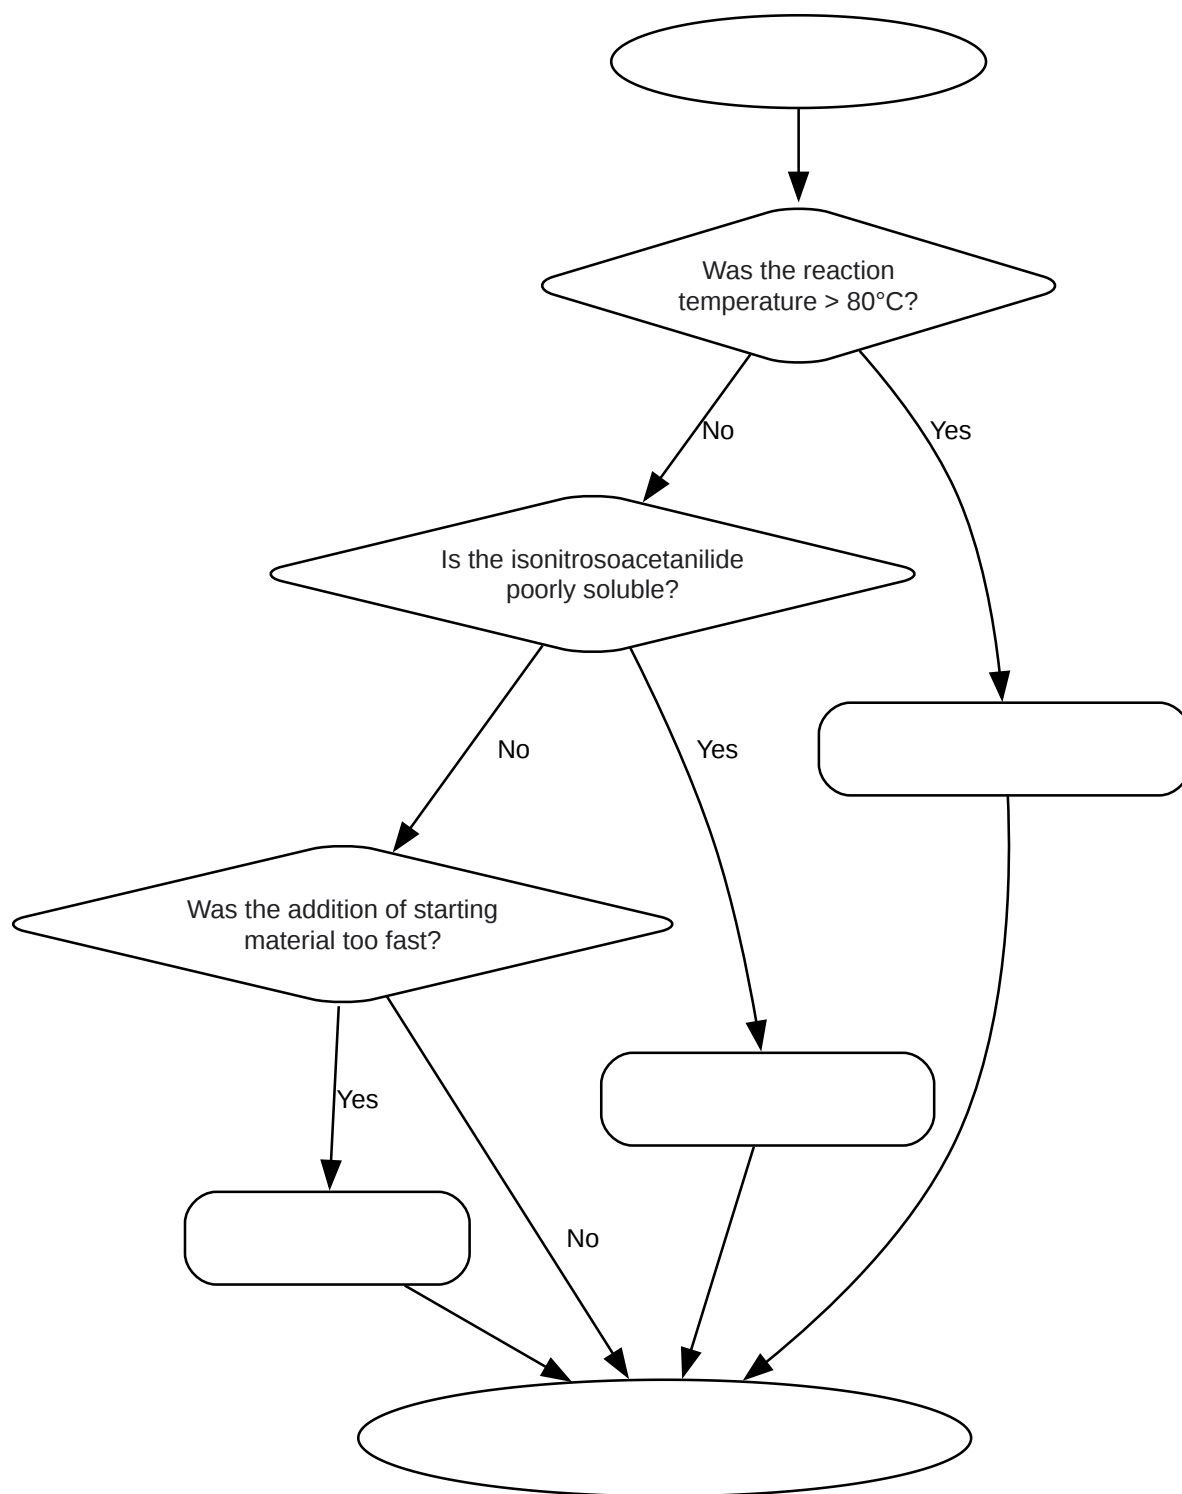 Was the reaction
temperature > 80°C?
No
Yes
Is the isonitrosoacetanilide
poorly soluble?
No
Yes
Was the addition of starting
material too fast?
Yes
No